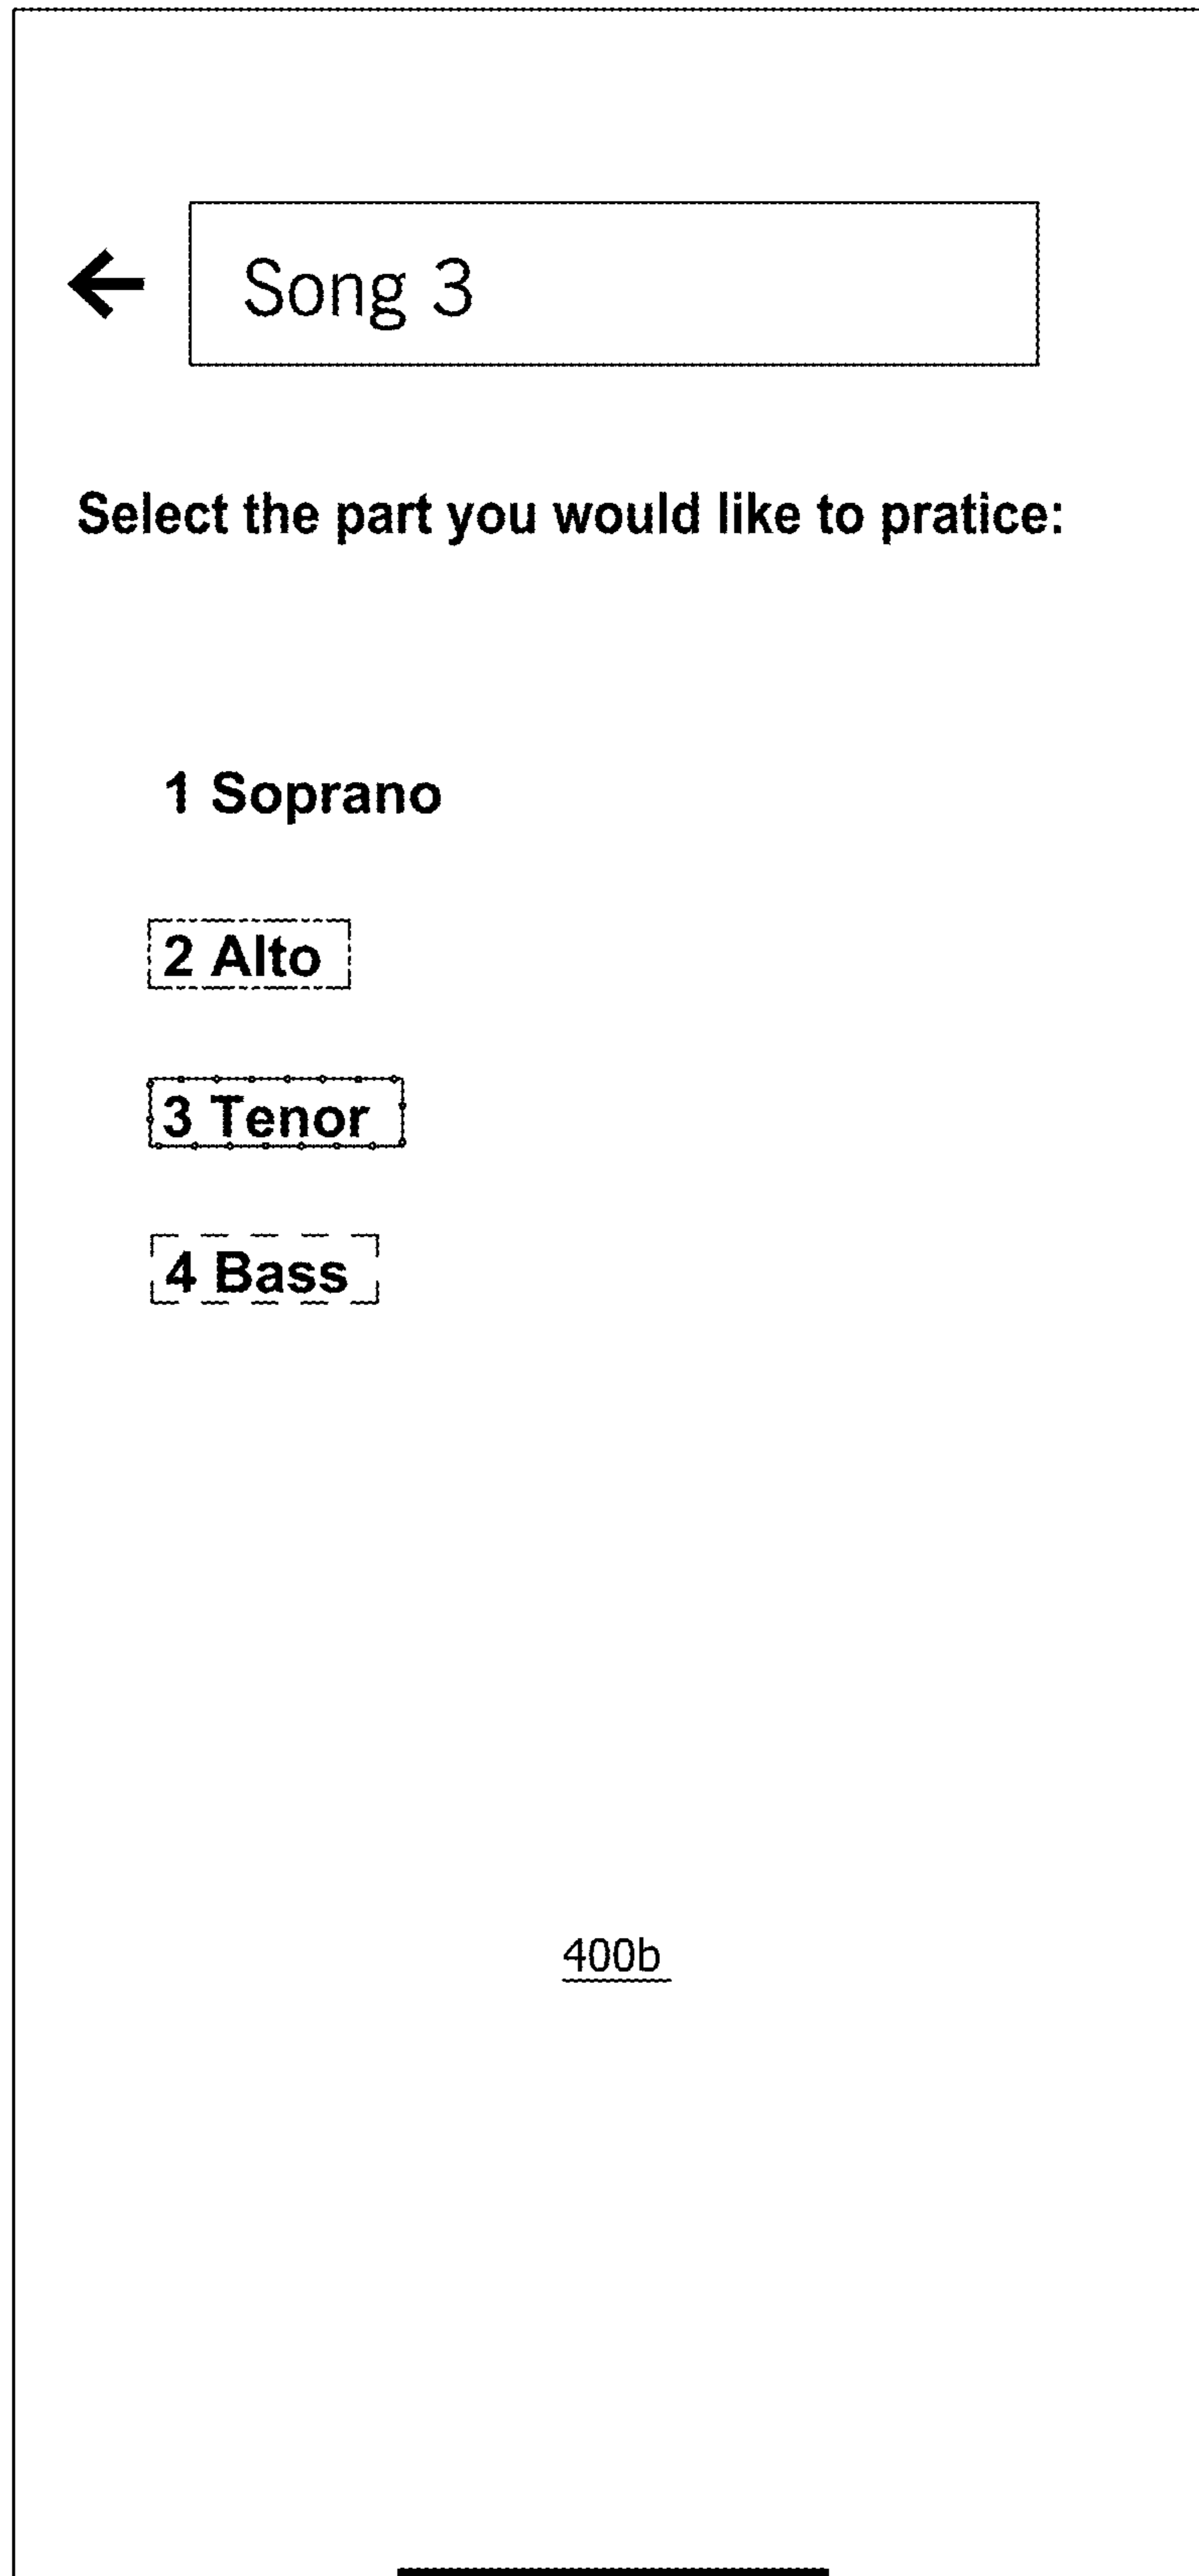 Song 3
Select the part you would like to pratice:
1 Soprano
2 Alto
3 Tenor
4 Bass
400b